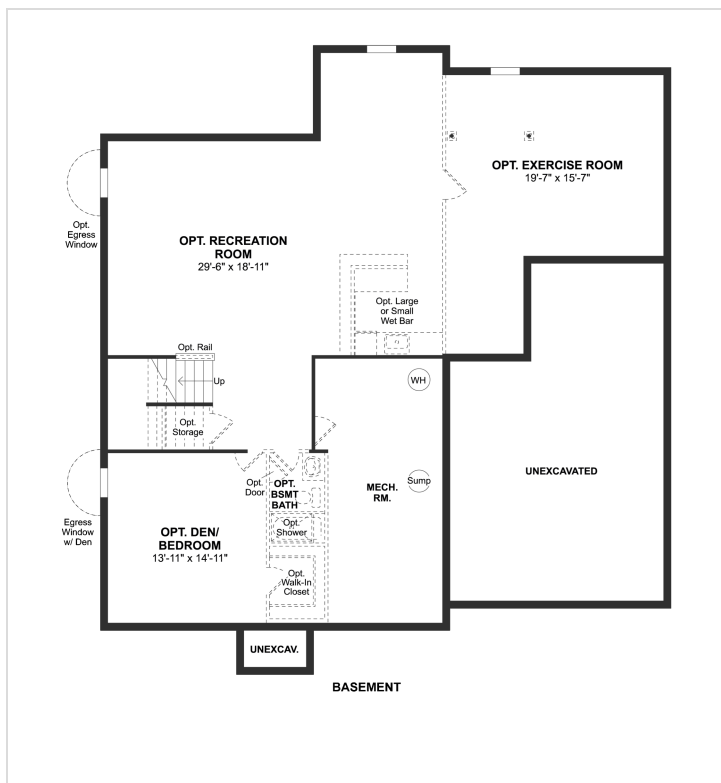 OPT. EXERCISE ROOM
19'-7" x 15'-7"
Opt.
Egress
Window
OPT. RECREATION
ROOM
29'-6" x 18'-11"
Opt. Large
or Small
Wet Bar
Opt. Rail
Up
WH
Opt.
Storage
UNEXCAVATED
Opt.
Door
OPT.
BSMT
BATH
MECH.
RM.
Sump
Egress
Window
w/ Den
OPT. DEN/
BEDROOM
13'-11" x 14'-11"
Opt.
Shower
Opt.
Walk-In
Closet
UNEXCAV.
BASEMENT